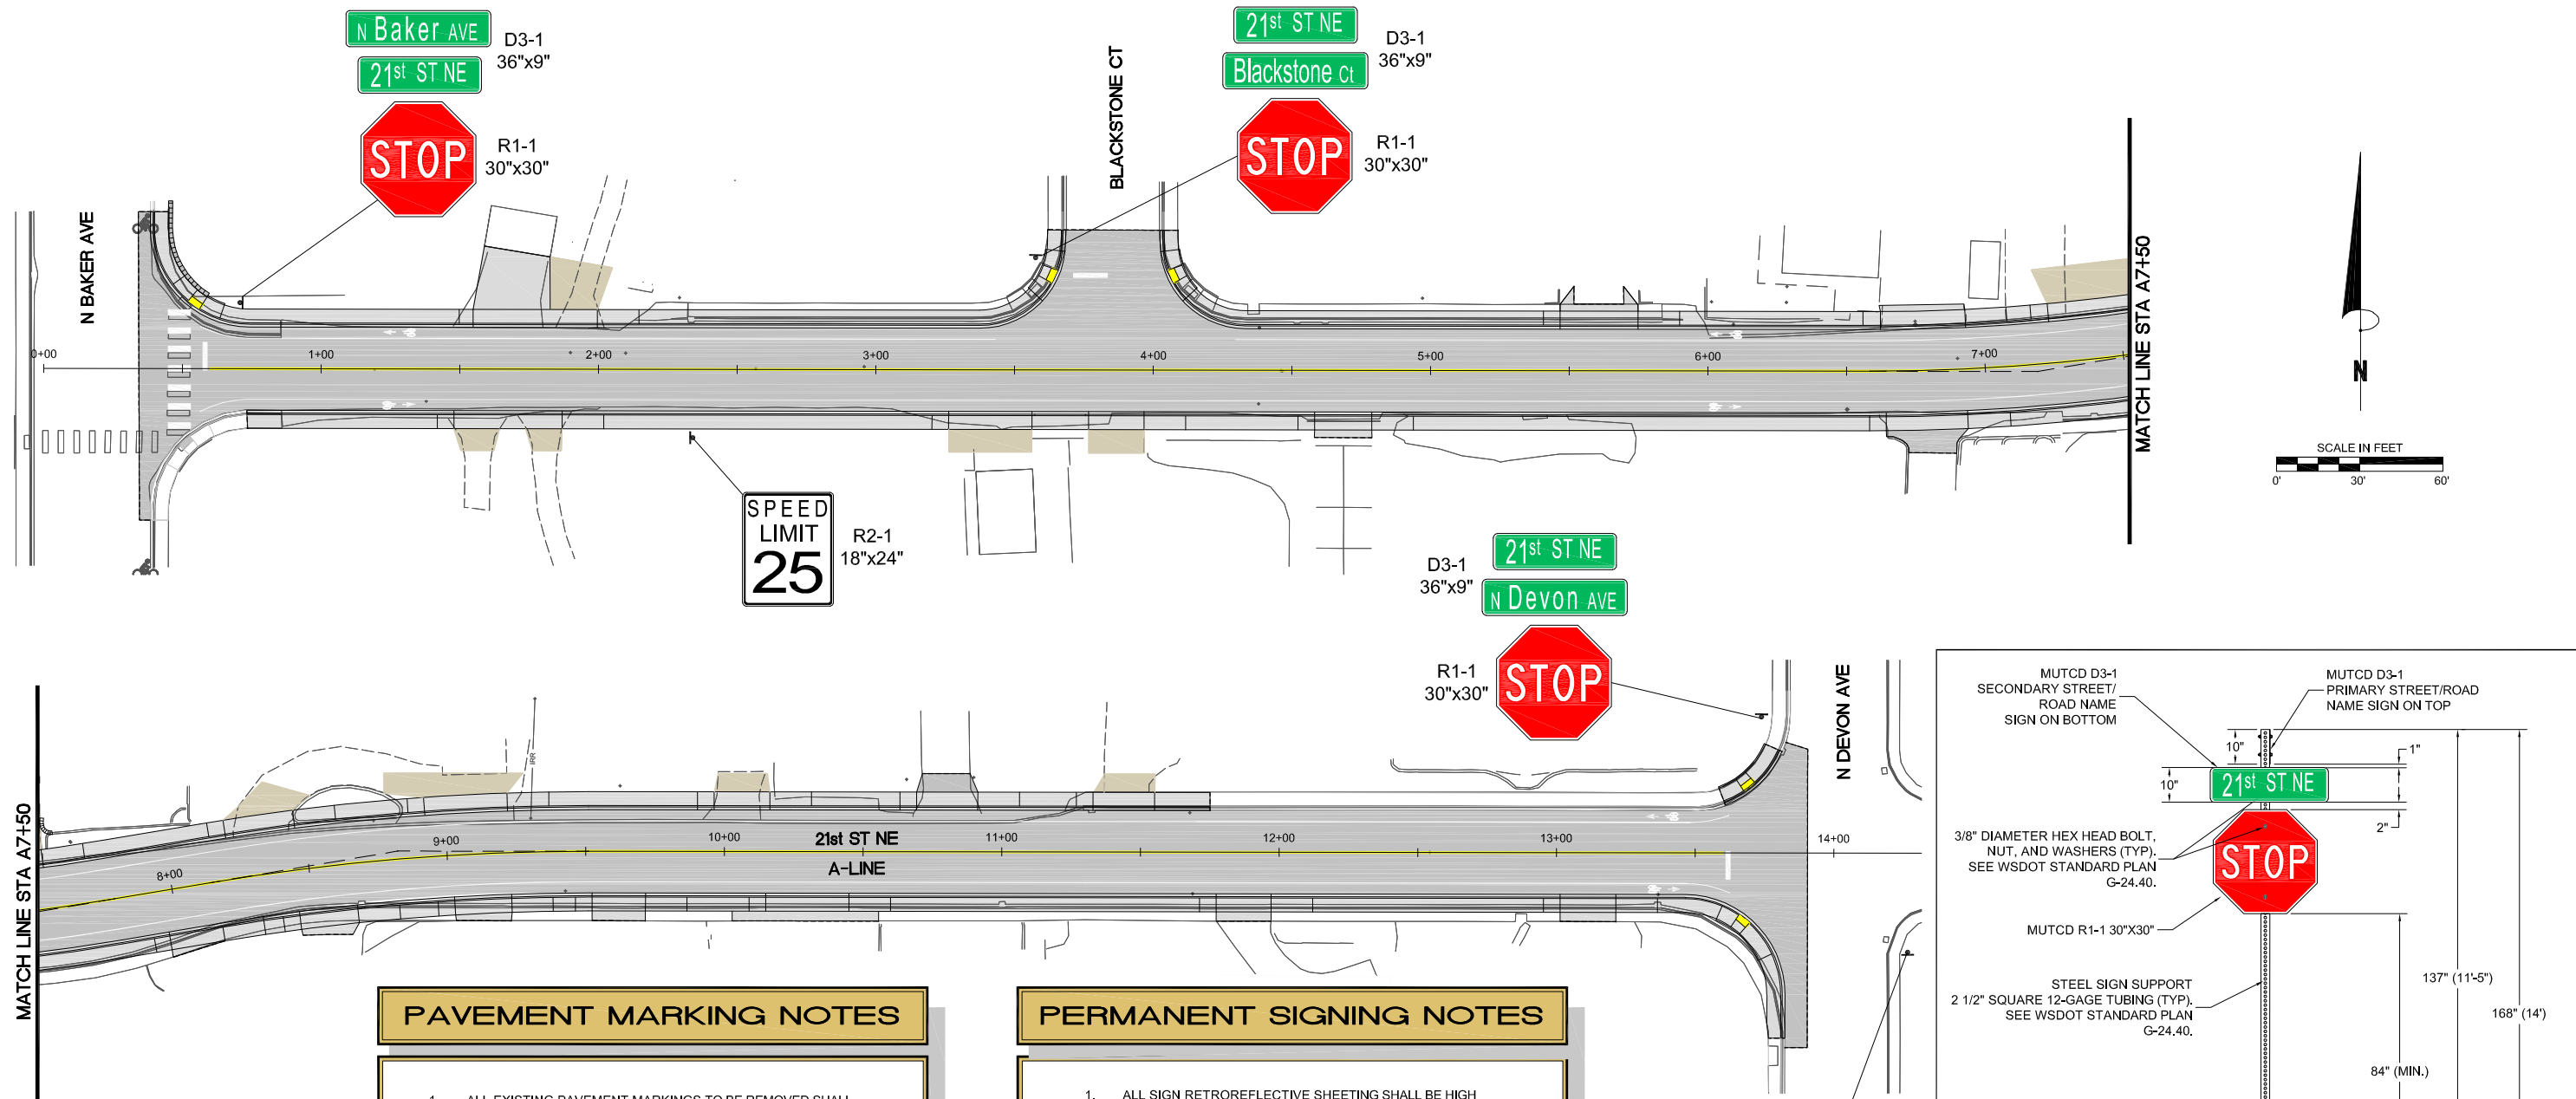 N Baker AVE
21st ST NE
D3-1
36"x9"
STOP
R1-1
30"x30"
21st ST NE
Blackstone Ct
D3-1
36"x9"
STOP
R1-1
30"x30"
BLACKSTONE CT
N BAKER AVE
0+00
1+00
2+00
3+00
4+00
5+00
6+00
7+00
MATCH LINE STA A7+50
N
SCALE IN FEET
0'
30'
60'
SPEED
LIMIT
25
R2-1
18"x24"
21st ST NE
N Devon AVE
D3-1
36"x9"
STOP
R1-1
30"x30"
N DEVON AVE
MATCH LINE STA A7+50
IRR
8+00
9+00
10+00
11+00
12+00
13+00
14+00
21st ST NE
A-LINE
PAVEMENT MARKING NOTES
1. ALL EXISTING PAVEMENT MARKINGS TO BE REMOVED SHALL
PERMANENT SIGNING NOTES
1. ALL SIGN RETROREFLECTIVE SHEETING SHALL BE HIGH
MUTCD D3-1
SECONDARY STREET/
ROAD NAME
SIGN ON BOTTOM
MUTCD D3-1
PRIMARY STREET/ROAD
NAME SIGN ON TOP
10"
1"
10"
21st ST NE
2"
3/8" DIAMETER HEX HEAD BOLT,
NUT, AND WASHERS (TYP).
SEE WSDOT STANDARD PLAN
G-24.40.
STOP
MUTCD R1-1 30"X30"
STEEL SIGN SUPPORT
2 1/2" SQUARE 12-GAGE TUBING (TYP).
SEE WSDOT STANDARD PLAN
G-24.40.
137" (11'-5")
168" (14')
84" (MIN.)